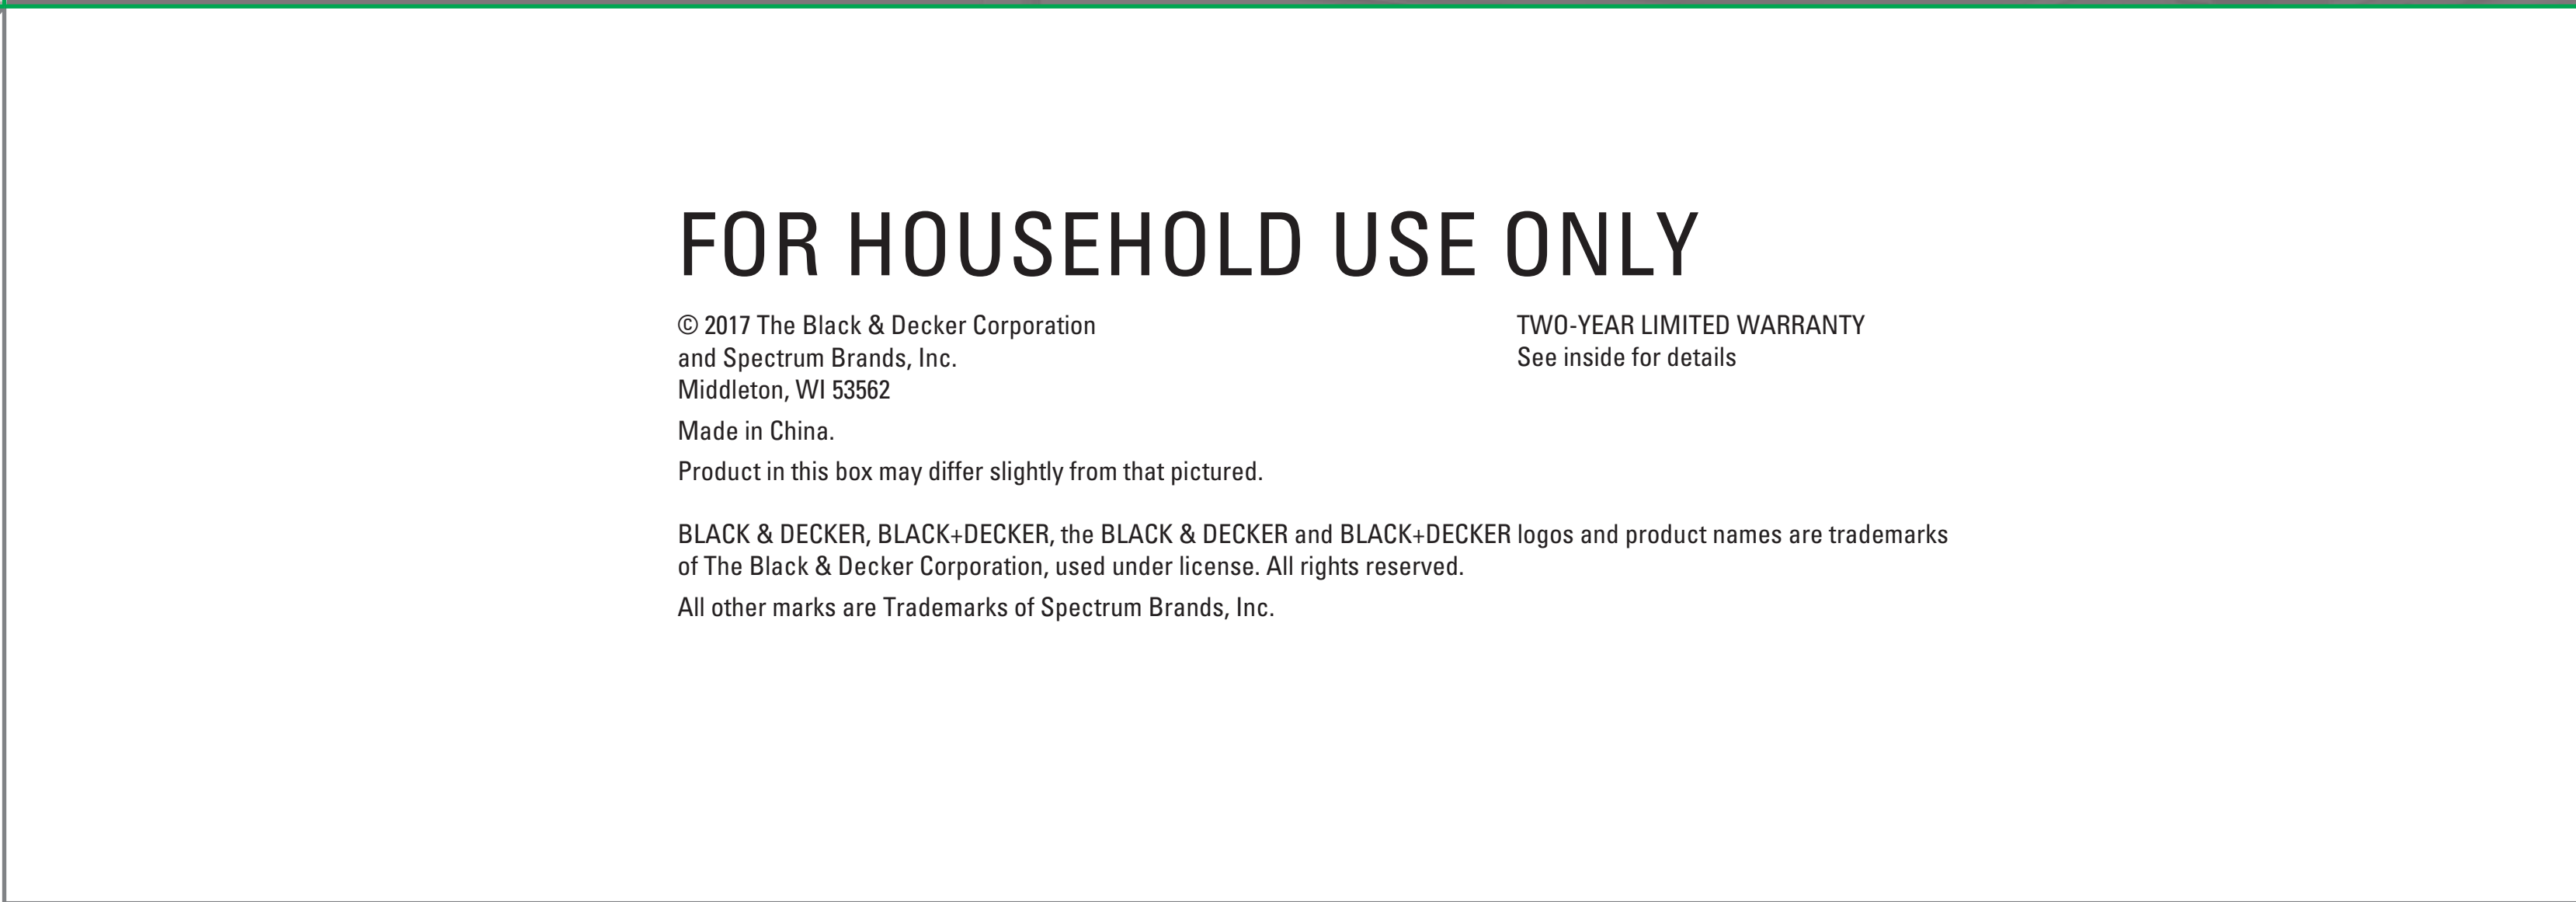 FOR HOUSEHOLD USE ONLY
© 2017 The Black & Decker Corporation
and Spectrum Brands, Inc.
Middleton, WI 53562
Made in China.
Product in this box may differ slightly from that pictured.
TWO-YEAR LIMITED WARRANTY
See inside for details
BLACK & DECKER, BLACK+DECKER, the BLACK & DECKER and BLACK+DECKER logos and product names are trademarks
of The Black & Decker Corporation, used under license. All rights reserved.
All other marks are Trademarks of Spectrum Brands, Inc.